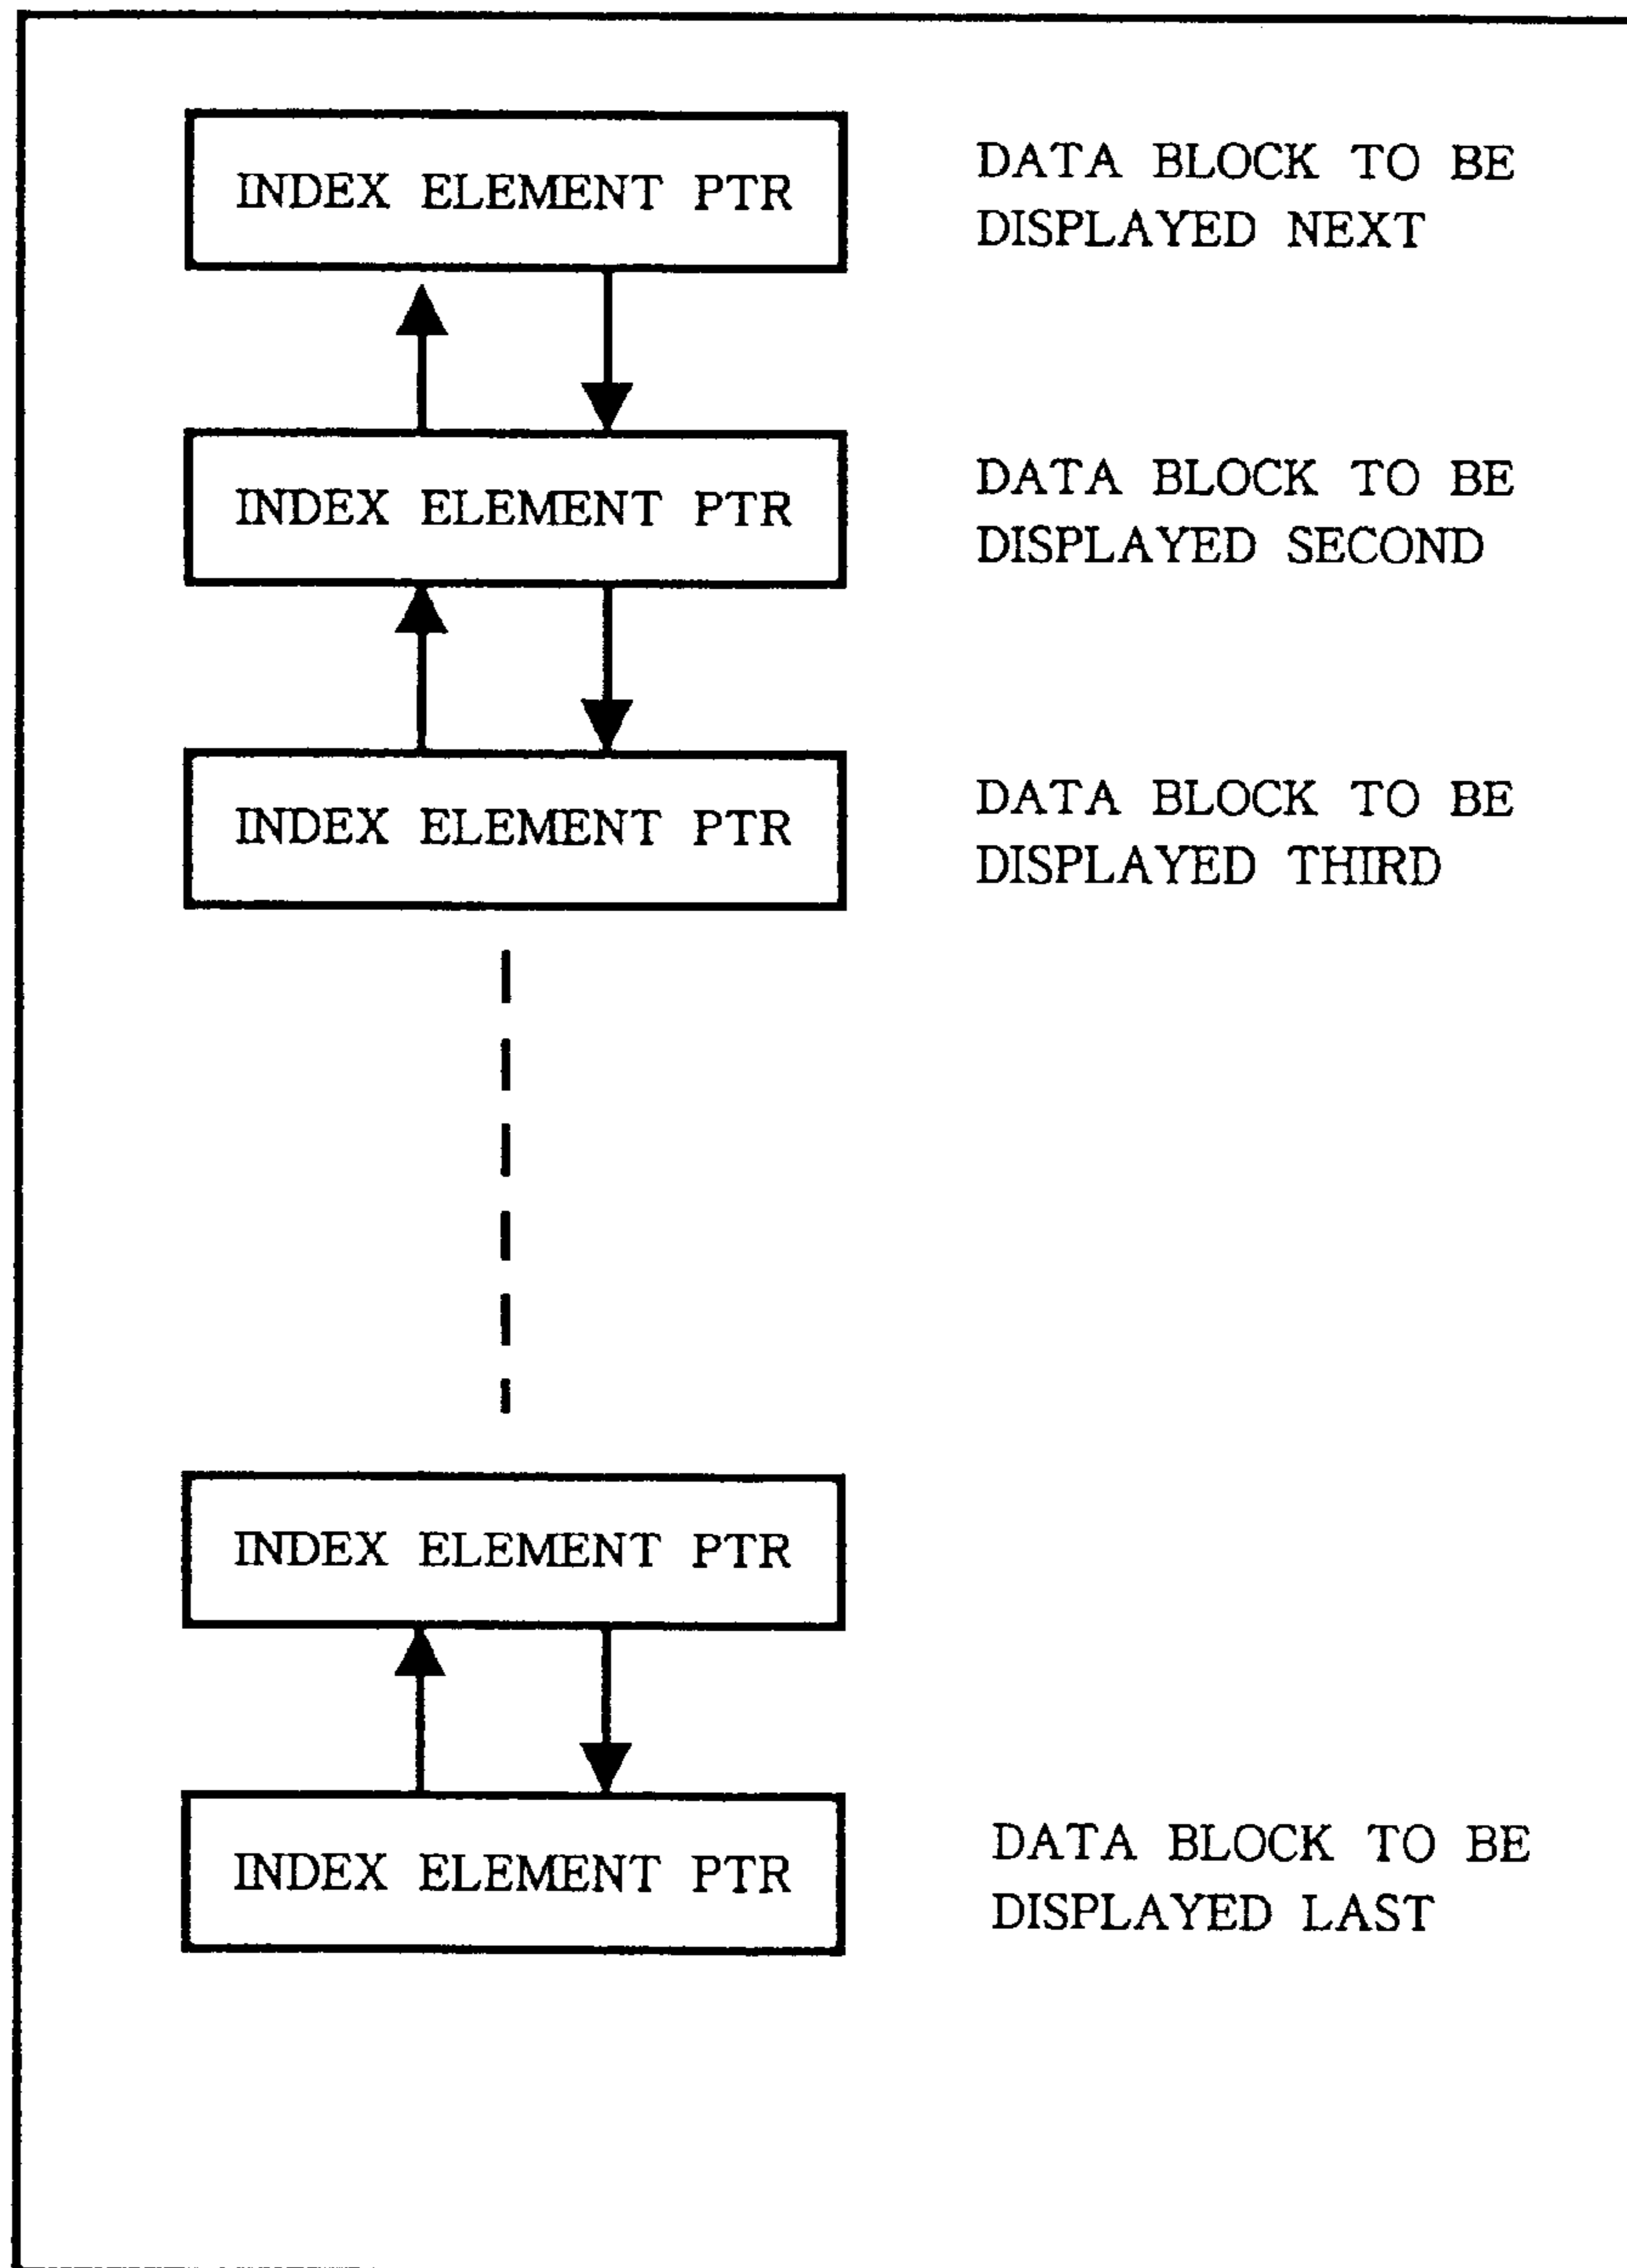 INDEX ELEMENT PTR
DATA BLOCK TO BE
DISPLAYED NEXT
INDEX ELEMENT PTR
DATA BLOCK TO BE
DISPLAYED SECOND
INDEX ELEMENT PTR
DATA BLOCK TO BE
DISPLAYED THIRD
INDEX ELEMENT PTR
INDEX ELEMENT PTR
DATA BLOCK TO BE
DISPLAYED LAST